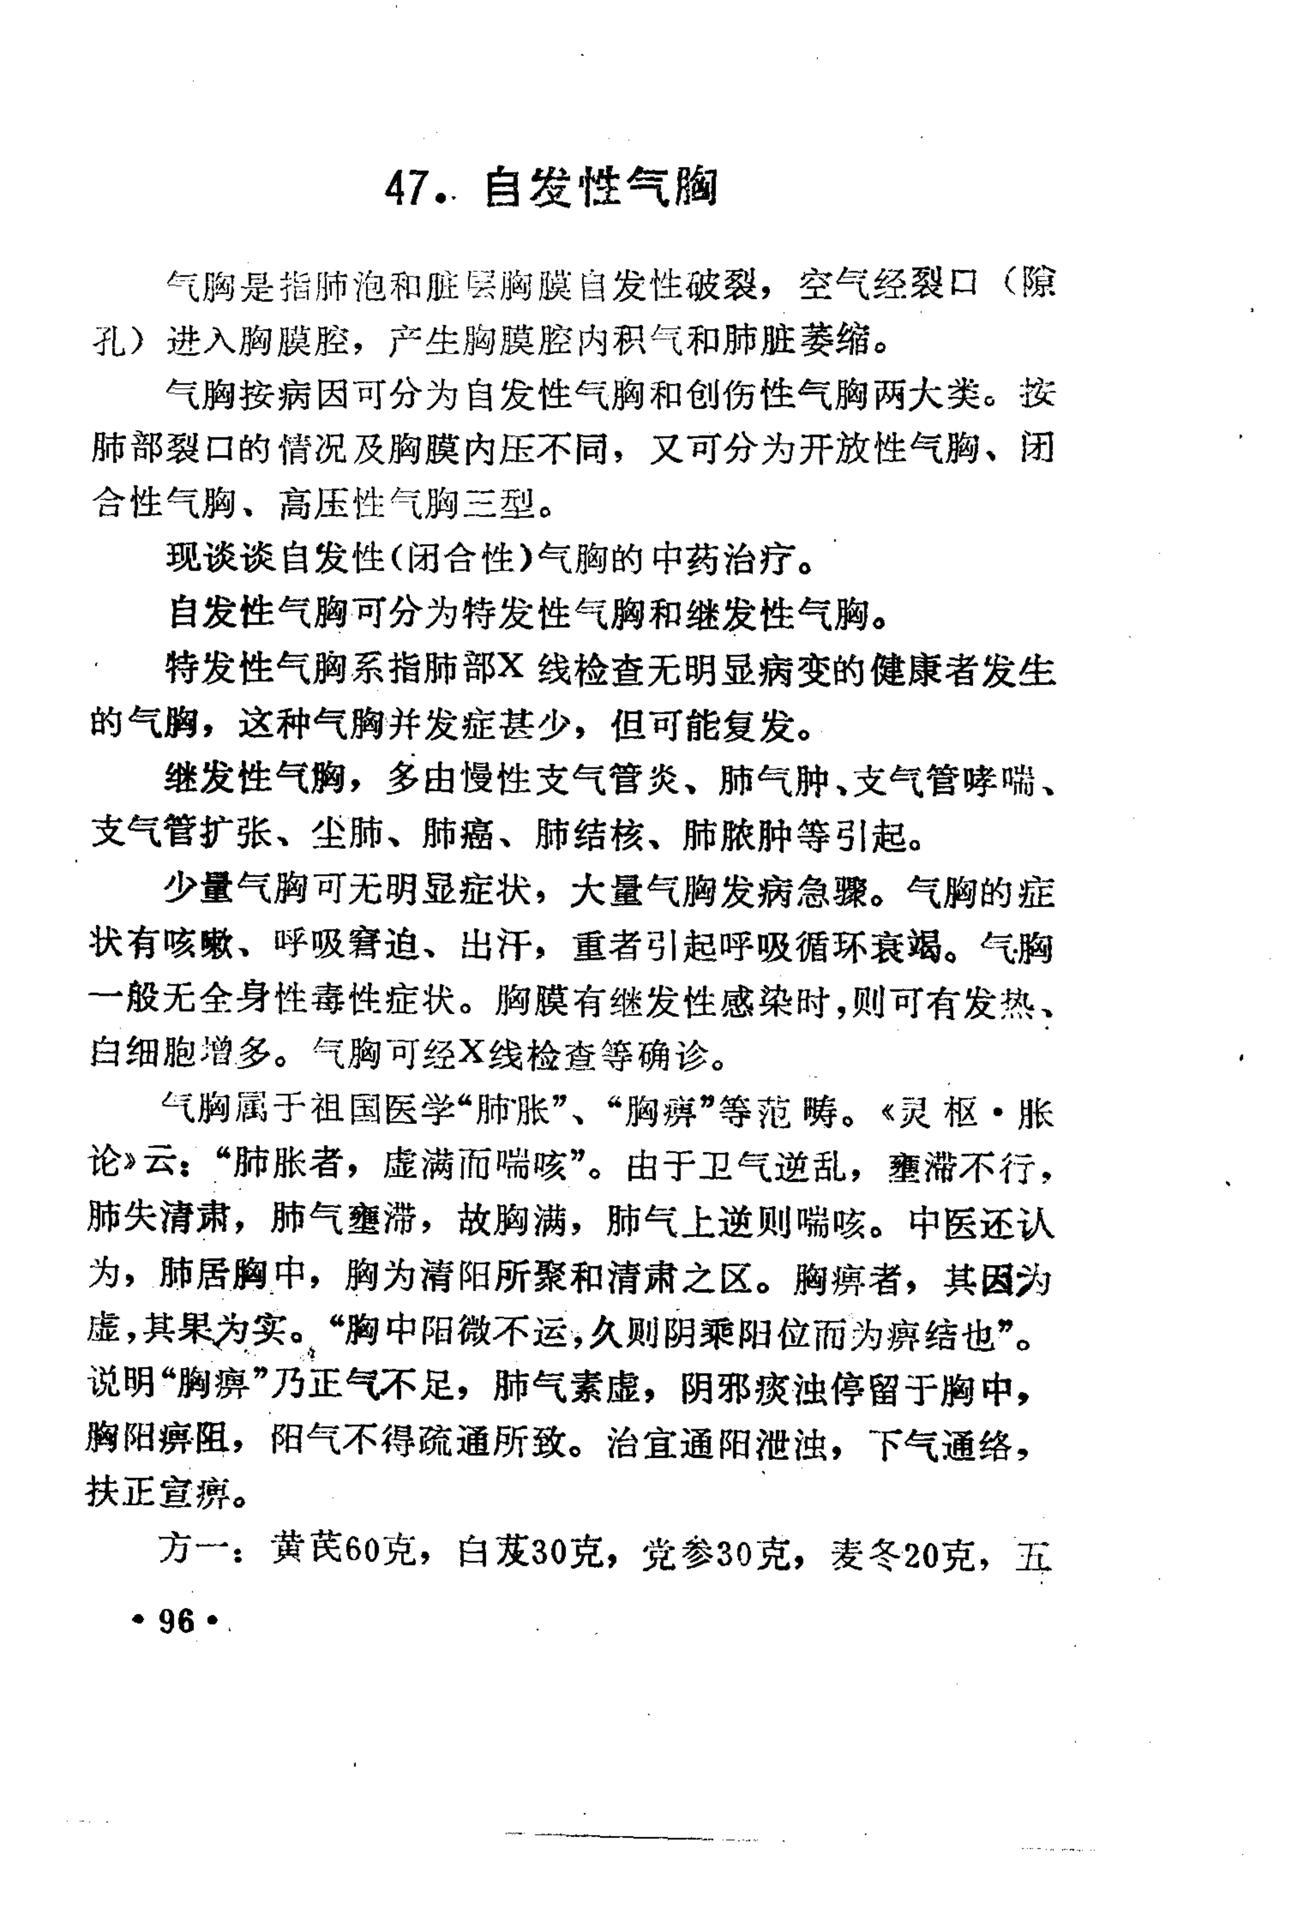 47. 自发性气胸
气胸是指肺泡和脏层胸膜自发性破裂，空气经裂口（隙
孔）进入胸膜腔，产生胸膜腔内积气和肺脏萎缩。
气胸按病因可分为自发性气胸和创伤性气胸两大类。按
肺部裂口的情况及胸膜内压不同，又可分为开放性气胸、闭
合性气胸、高压性气胸三型。
现谈谈自发性(闭合性)气胸的中药治疗。
自发性气胸可分为特发性气胸和继发性气胸。
特发性气胸系指肺部X线检查无明显病变的健康者发生
的气胸，这种气胸并发症甚少，但可能复发。
继发性气胸，多由慢性支气管炎、肺气肿、支气管哮喘、
支气管扩张、尘肺、肺癌、肺结核、肺脓肿等引起。
少量气胸可无明显症状，大量气胸发病急骤。气胸的症
状有咳嗽、呼吸窘迫、出汗，重者引起呼吸循环衰竭。气胸
一般无全身性毒性症状。胸膜有继发性感染时，则可有发热、
白细胞增多。气胸可经X线检查等确诊。
气胸属于祖国医学“肺胀”、“胸痹”等范畴。《灵枢·胀
论》云：“肺胀者，虚满而喘咳”。由于卫气逆乱，壅滞不行，
肺失清肃，肺气壅滞，故胸满，肺气上逆则喘咳。中医还认
为，肺居胸中，胸为清阳所聚和清肃之区。胸痹者，其因为
虚，其果为实。“胸中阳微不运，久则阴乘阳位而为痹结也”。
说明“胸痹”乃正气不足，肺气素虚，阴邪痰浊停留于胸中，
胸阳痹阻，阳气不得疏通所致。治宜通阳泄浊，下气通络，
扶正宣痹。
方一：黄芪60克，白芨30克，党参30克，麦冬20克，五
·96·